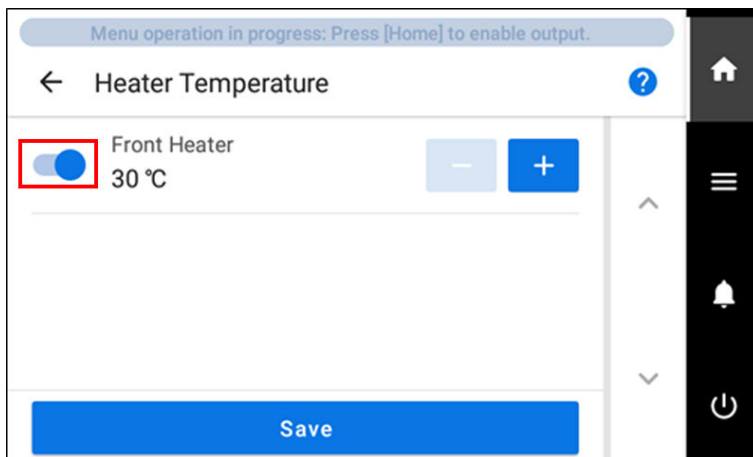 Menu operation in progress: Press [Home] to enable output.
Heater Temperature
Front Heater
30 ℃
Save